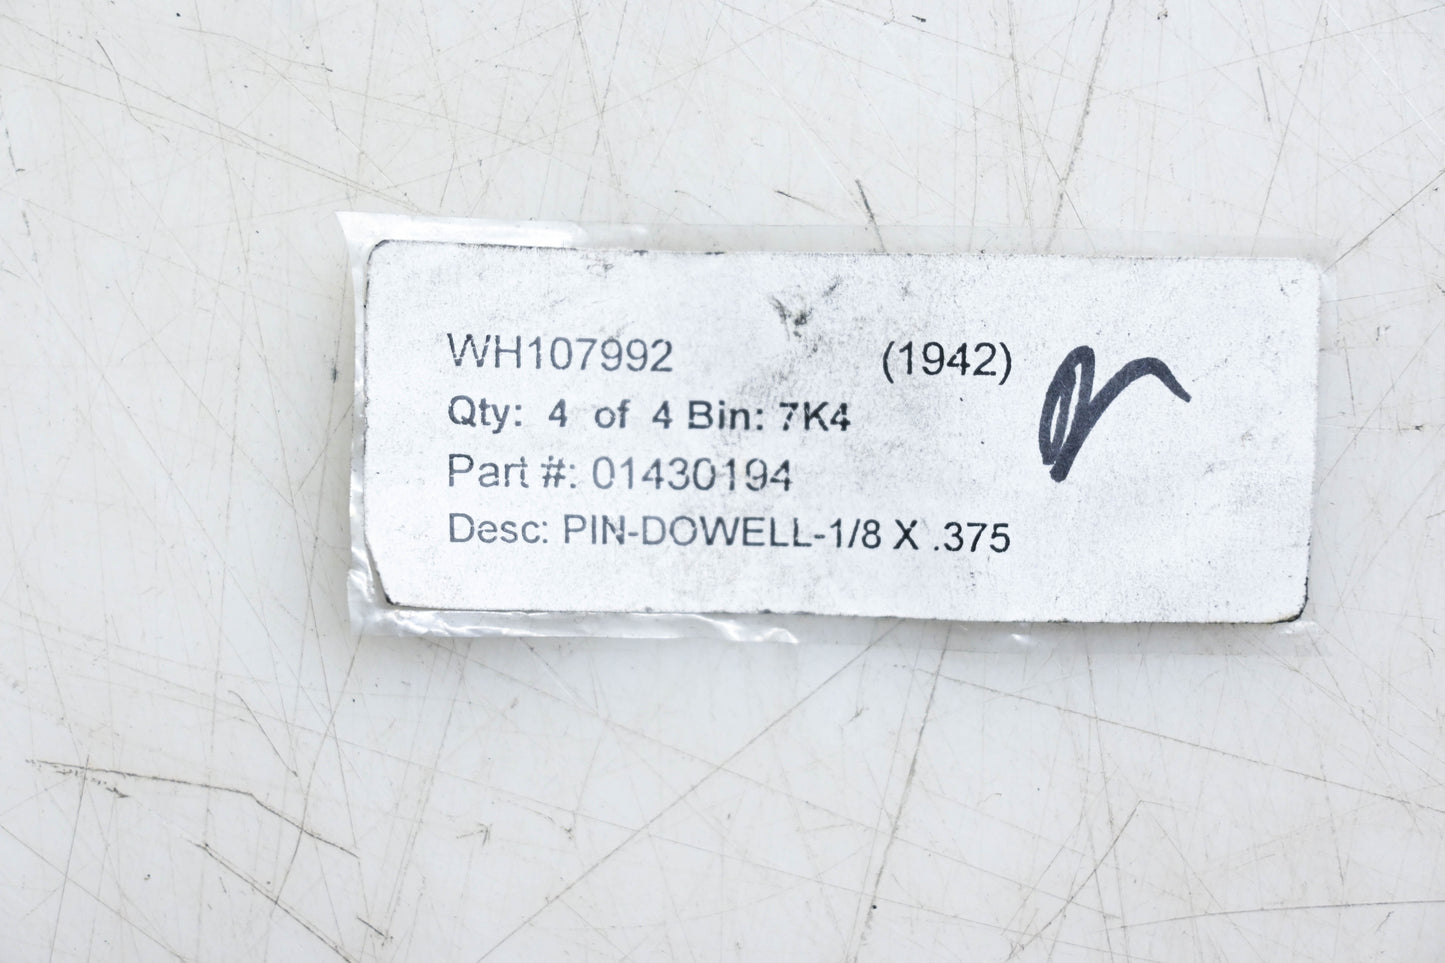 WH107992 (1942)
Qty: 4 of 4 Bin: 7K4
Part #: 01430194
Desc: PIN-DOWELL-1/8 X .375